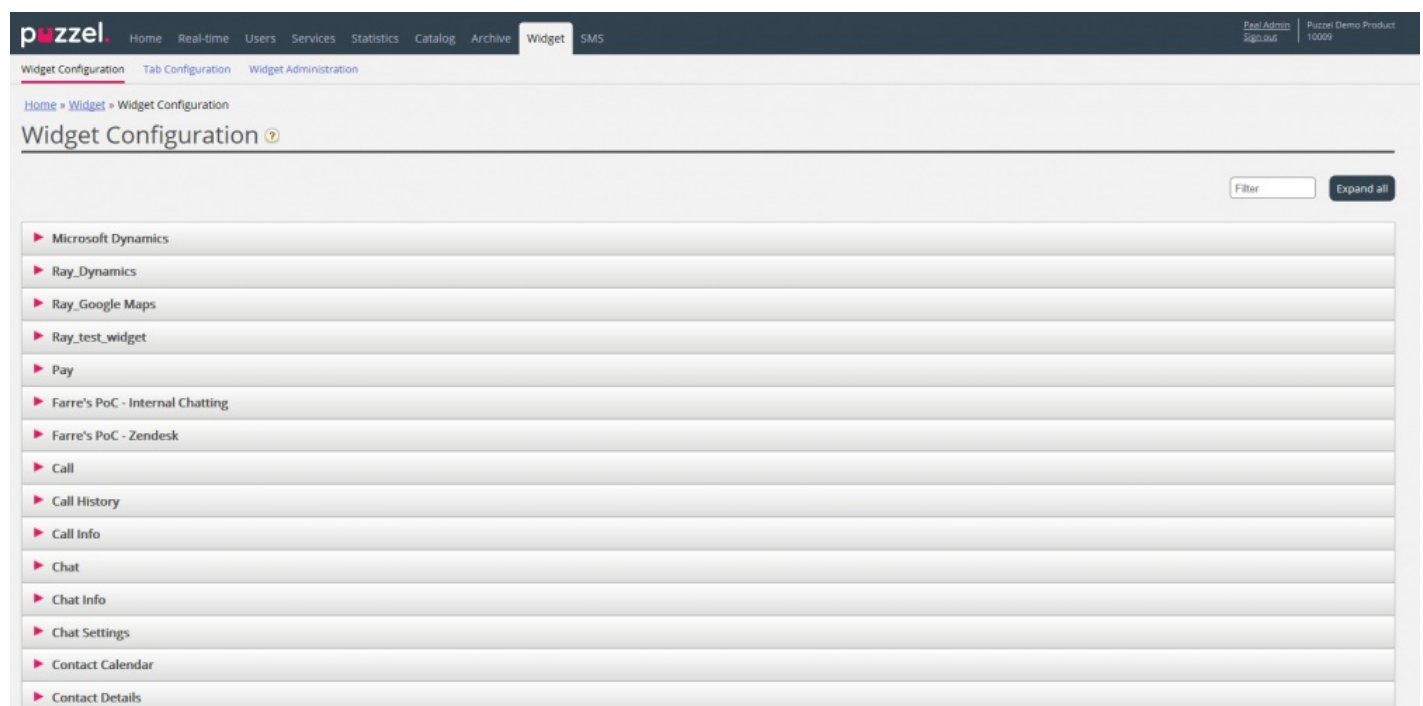 puzzel.
Home Real-time Users Services Statistics Catalog Archive Widget SMS
Paal Admin
Sign out
Puzzel Demo Product
10009
Widget Configuration Tab Configuration Widget Administration
Home » Widget » Widget Configuration
Widget Configuration ?
Filter Expand all
Microsoft Dynamics
Ray_Dynamics
Ray_Google Maps
Ray_test_widget
Pay
Farre's PoC - Internal Chatting
Farre's PoC - Zendesk
Call
Call History
Call Info
Chat
Chat Info
Chat Settings
Contact Calendar
Contact Details